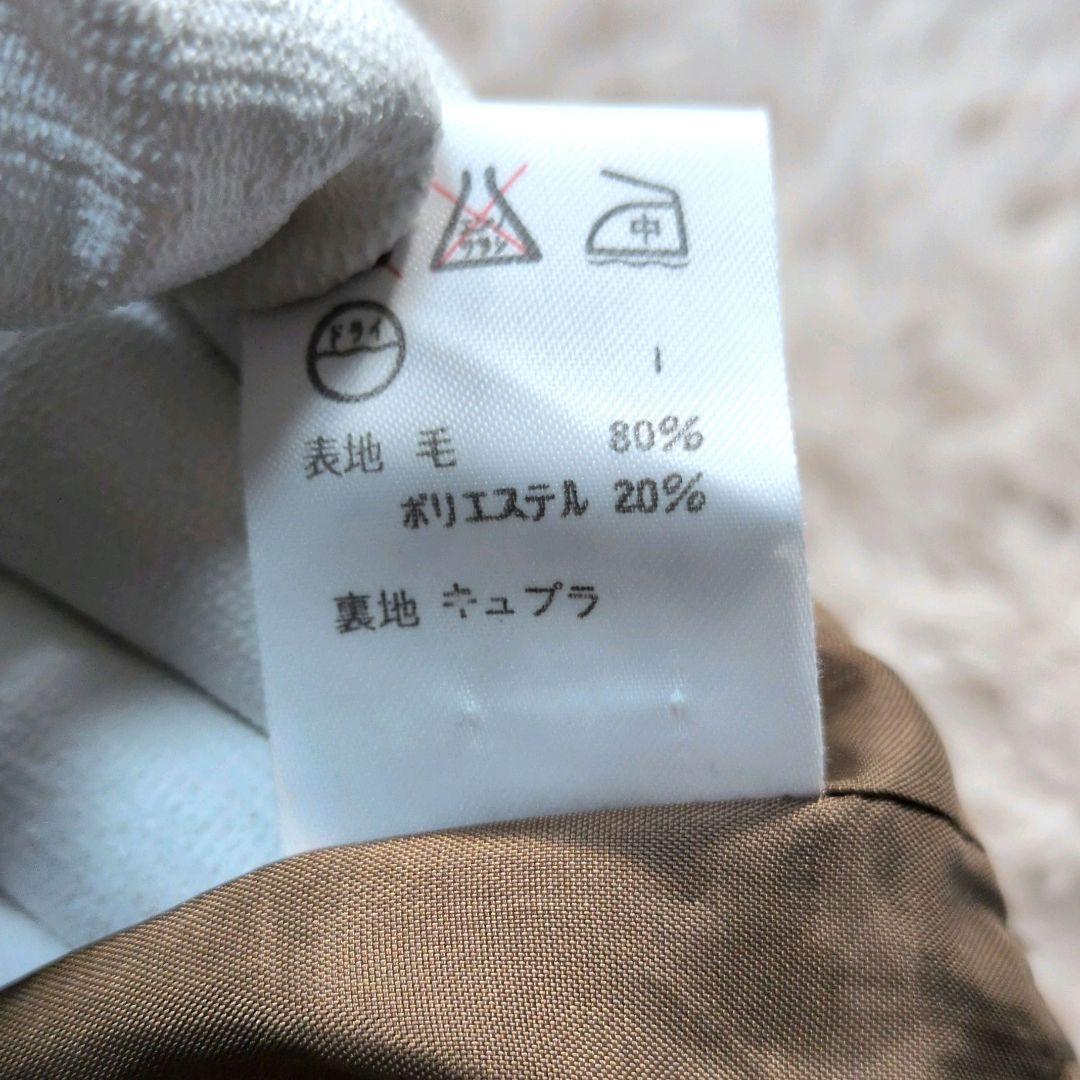 エンソ
サラシ
中
ドライ
表地 毛 80%
ポリエステル 20%
裏地 キュプラ